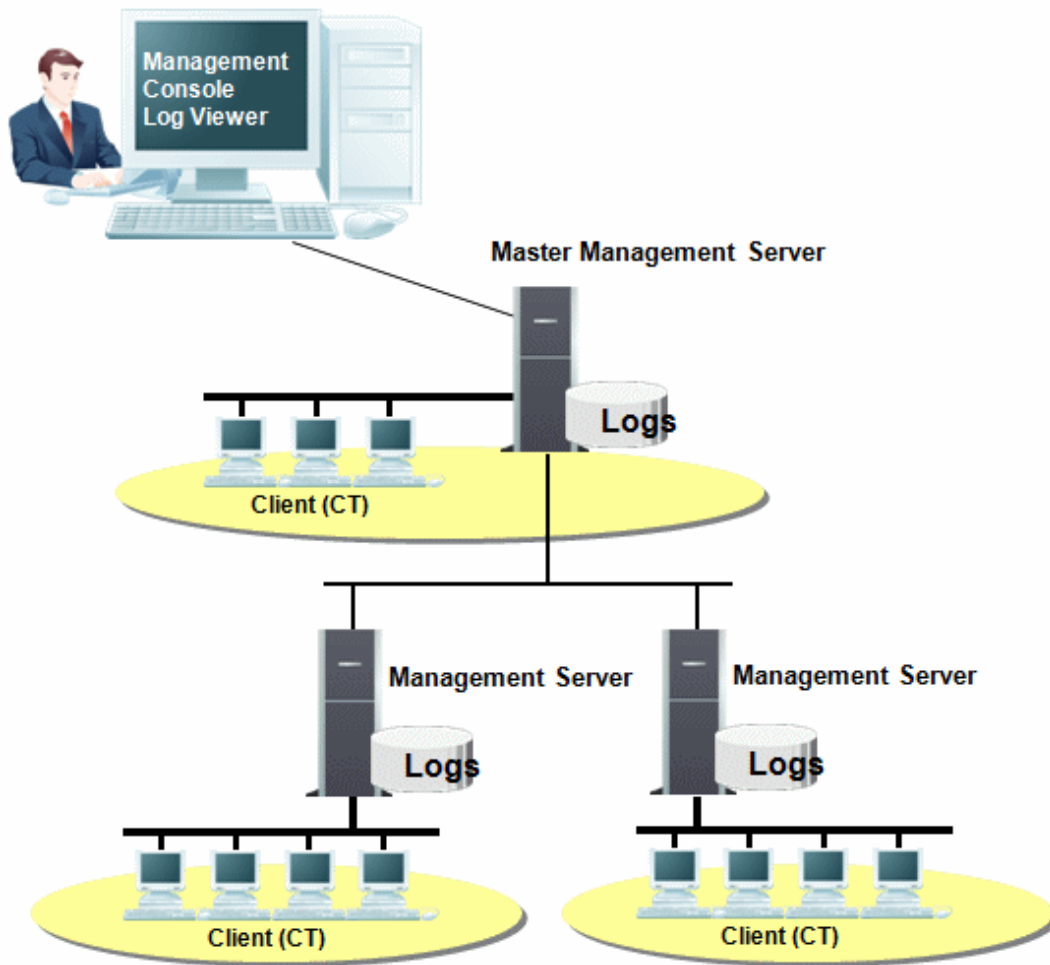 Management
Console
Log Viewer
Master Management Server
Logs
Client (CT)
Management Server
Management Server
Logs
Logs
Client (CT)
Client (CT)